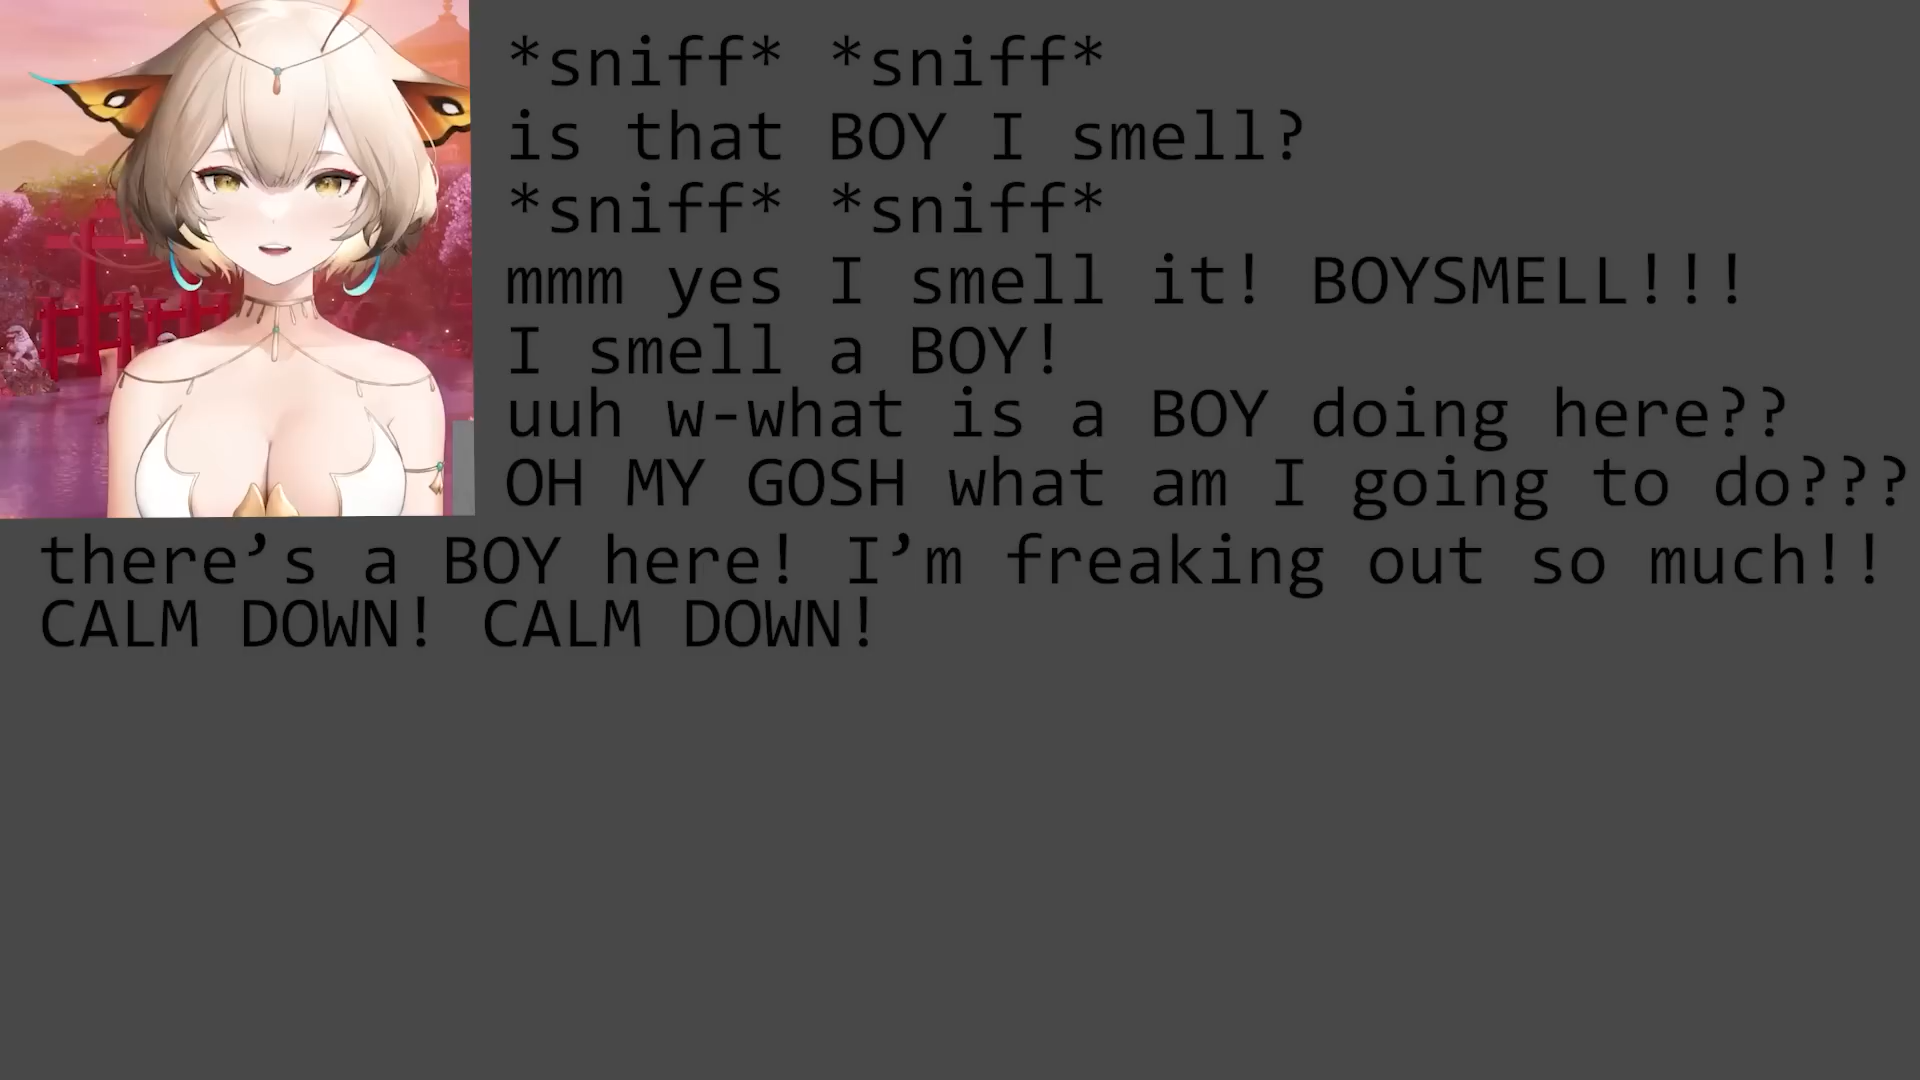 *sniff* *sniff*
is that BOY I smell?
*sniff* *sniff*
mmm yes I smell it! BOYSMELL!!!
I smell a BOY!
uuh w-what is a BOY doing here??
OH MY GOSH what am I going to do???
there’s a BOY here! I’m freaking out so much!!
CALM DOWN! CALM DOWN!